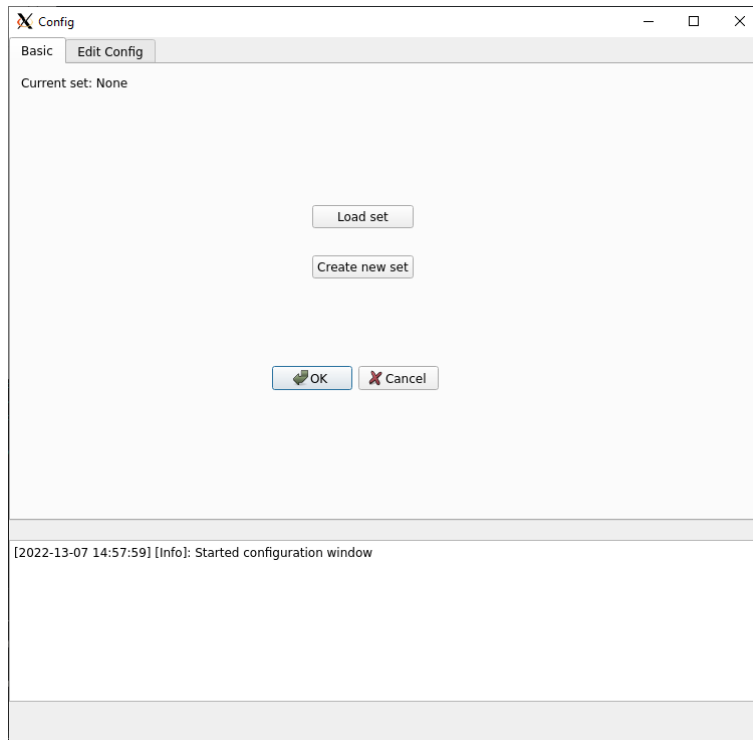 Config
Basic Edit Config
Current set: None
Load set
Create new set
OK Cancel
[2022-13-07 14:57:59] [Info]: Started configuration window